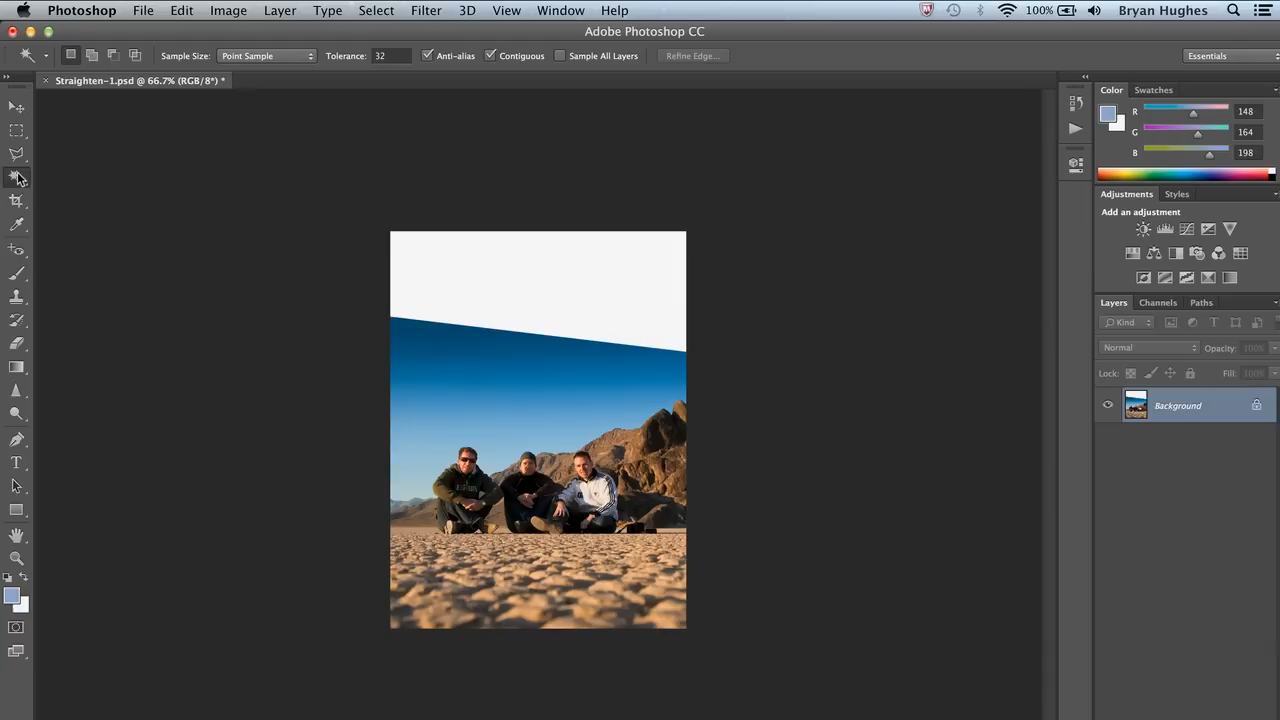 Photoshop File Edit Image Layer Type Select Filter 3D View Window Help 100% Bryan Hughes
Adobe Photoshop CC
Sample Size: Point Sample Tolerance: 32 Anti-alias Contiguous Sample All Layers Refine Edge... Essentials
× Straighten-1.psd @ 66.7% (RGB/8*) *
Color Swatches
R 148
G 164
B 198
Adjustments Styles
Add an adjustment
Layers Channels Paths
Kind T
Normal Opacity: 100%
Lock: Fill: 100%
Background
T